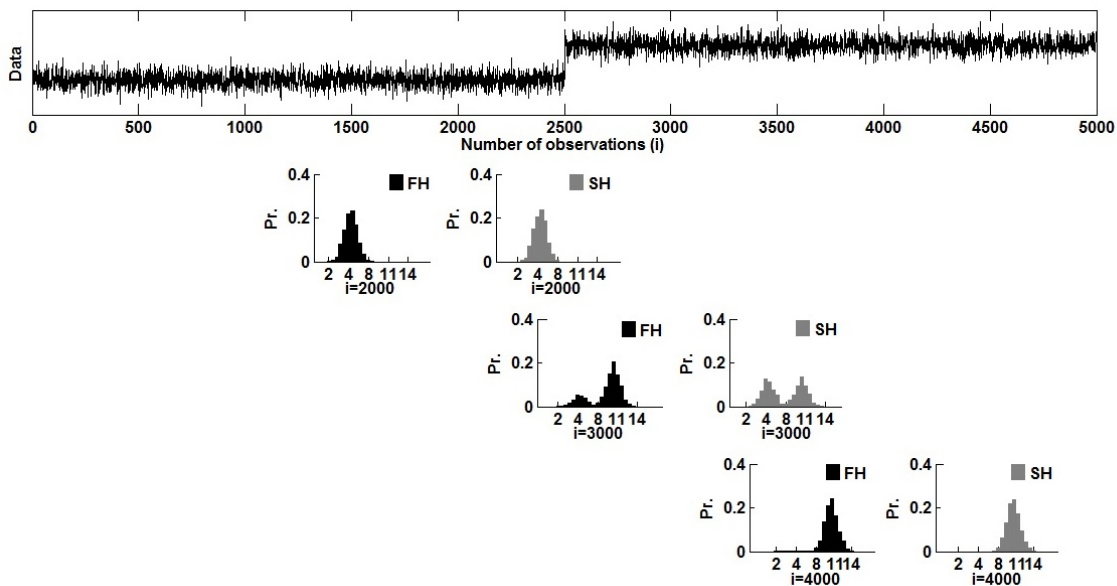 Data
0 500 1000 1500 2000 2500 3000 3500 4000 4500 5000
Number of observations (i)
0.4 FH 0.4 SH
Pr. 0.2 Pr. 0.2
0 0
2 4 8 11 14 2 4 8 11 14
i=2000 i=2000
0.4 FH 0.4 SH
Pr. 0.2 Pr. 0.2
0 0
2 4 8 11 14 2 4 8 11 14
i=3000 i=3000
0.4 FH 0.4 SH
Pr. 0.2 Pr. 0.2
0 0
2 4 8 11 14 2 4 8 11 14
i=4000 i=4000